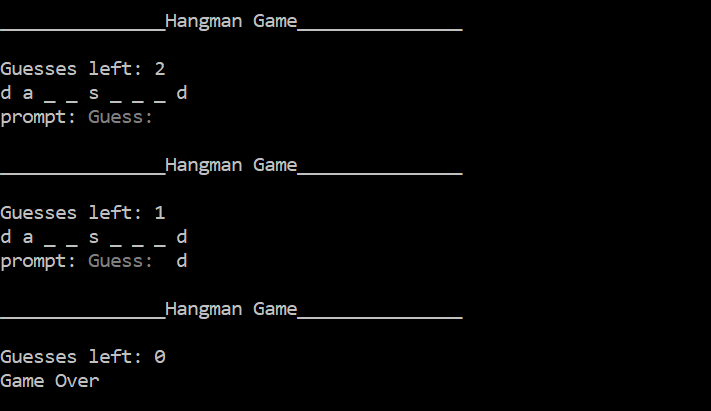 _______________Hangman Game_______________
Guesses left: 2
d a _ _ s _ _ _ d
prompt: Guess:
_______________Hangman Game_______________
Guesses left: 1
d a _ _ s _ _ _ d
prompt: Guess:  d
_______________Hangman Game_______________
Guesses left: 0
Game Over